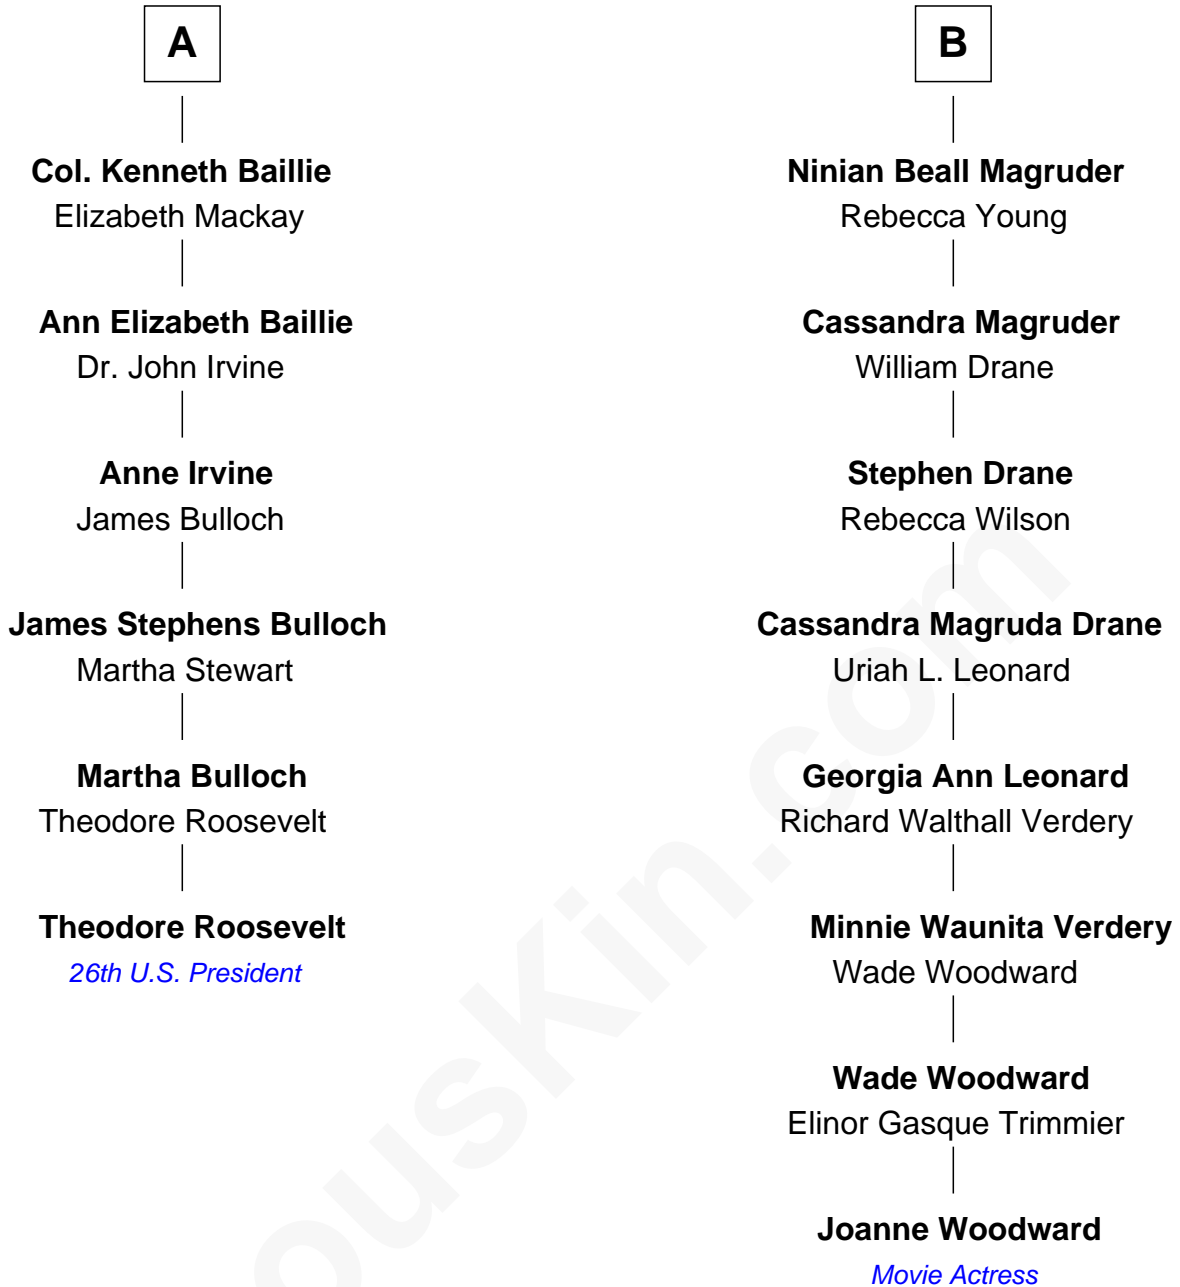 A
Col. Kenneth Baillie
Elizabeth Mackay
Ann Elizabeth Baillie
Dr. John Irvine
Anne Irvine
James Bulloch
James Stephens Bulloch
Martha Stewart
Martha Bulloch
Theodore Roosevelt
Theodore Roosevelt
26th U.S. President
B
Ninian Beall Magruder
Rebecca Young
Cassandra Magruder
William Drane
Stephen Drane
Rebecca Wilson
Cassandra Magruda Drane
Uriah L. Leonard
Georgia Ann Leonard
Richard Walthall Verdery
Minnie Waunita Verdery
Wade Woodward
Wade Woodward
Elinor Gasque Trimmier
Joanne Woodward
Movie Actress
ousKin.com